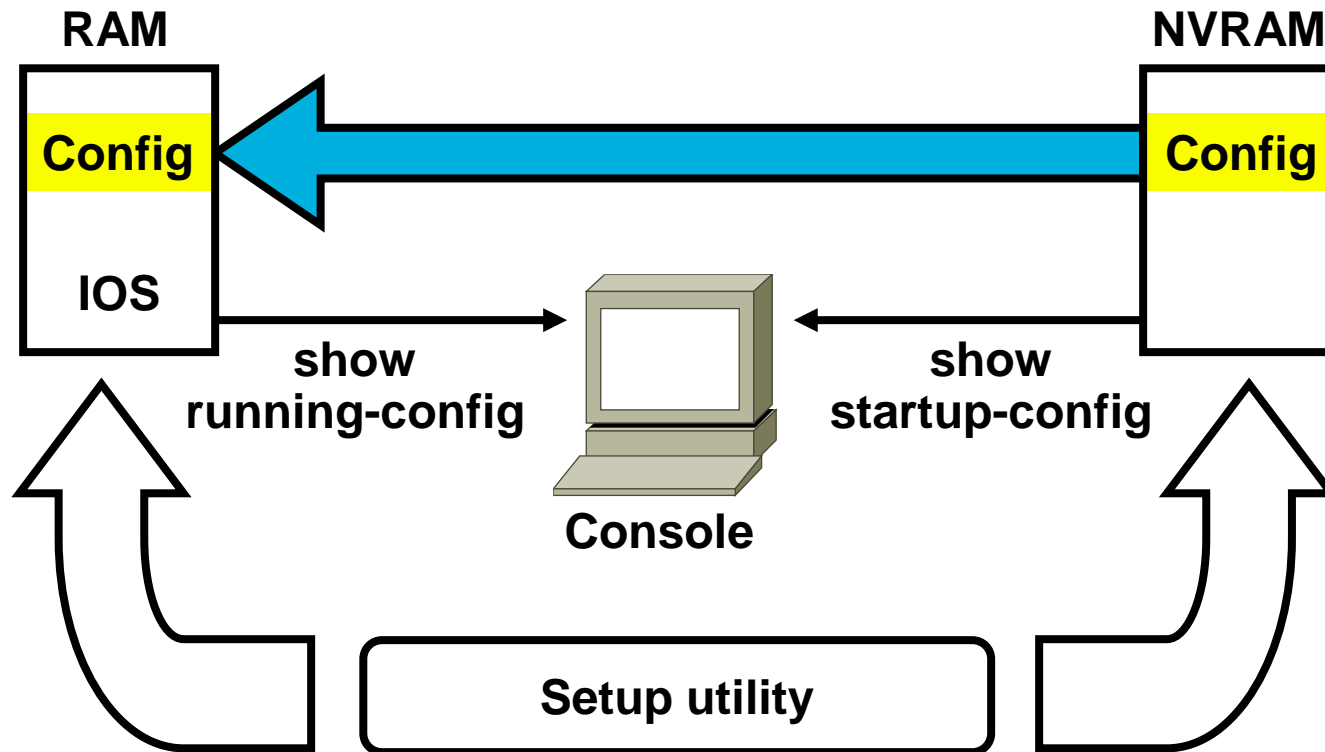 RAM
NVRAM
Config
Config
IOS
show
running-config
show
startup-config
Console
Setup utility